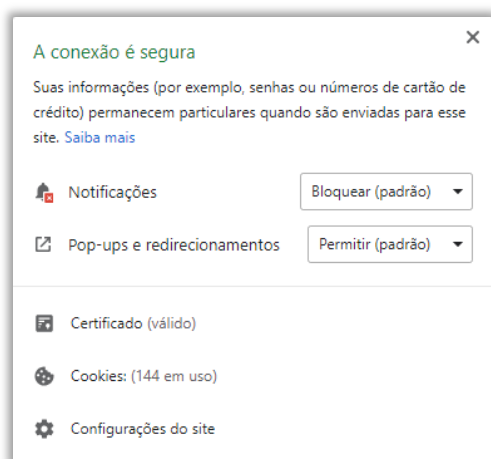 A conexão é segura
Suas informações (por exemplo, senhas ou números de cartão de
crédito) permanecem particulares quando são enviadas para esse
site. Saiba mais
Notificações Bloquear (padrão)
Pop-ups e redirecionamentos Permitir (padrão)
Certificado (válido)
Cookies: (144 em uso)
Configurações do site